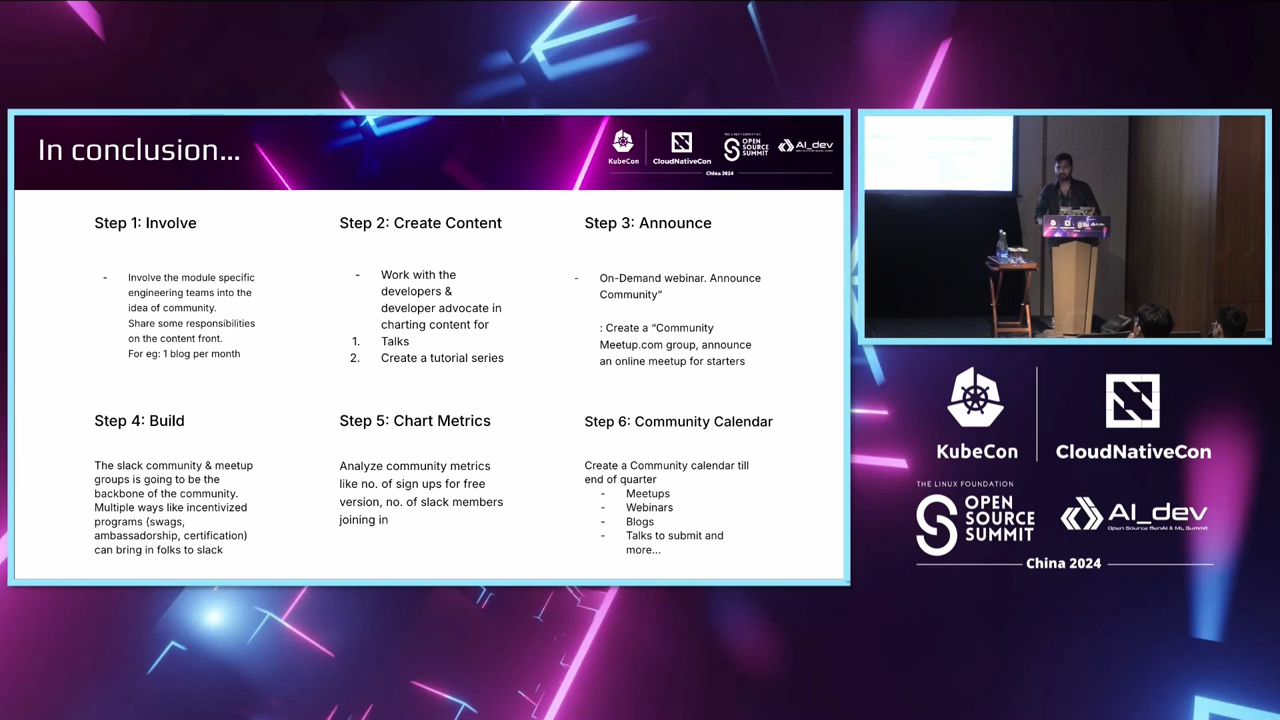 In conclusion...
KubeCon
CloudNativeCon
THE LINUX FOUNDATION
OPEN
SOURCE
SUMMIT
AI_dev
China 2024
Step 1: Involve
- Involve the module specific
engineering teams into the
idea of community.
Share some responsibilities
on the content front.
For eg: 1 blog per month
Step 2: Create Content
- Work with the
developers &
developer advocate in
charting content for
1. Talks
2. Create a tutorial series
Step 3: Announce
- On-Demand webinar. Announce
Community”
: Create a “Community
Meetup.com group, announce
an online meetup for starters
Step 4: Build
The slack community & meetup
groups is going to be the
backbone of the community.
Multiple ways like incentivized
programs (swags,
ambassadorship, certification)
can bring in folks to slack
Step 5: Chart Metrics
Analyze community metrics
like no. of sign ups for free
version, no. of slack members
joining in
Step 6: Community Calendar
Create a Community calendar till
end of quarter
- Meetups
- Webinars
- Blogs
- Talks to submit and
more...
KubeCon
CloudNativeCon
THE LINUX FOUNDATION
OPEN
SOURCE
SUMMIT
AI_dev
Open Source GenAI & ML Summit
China 2024